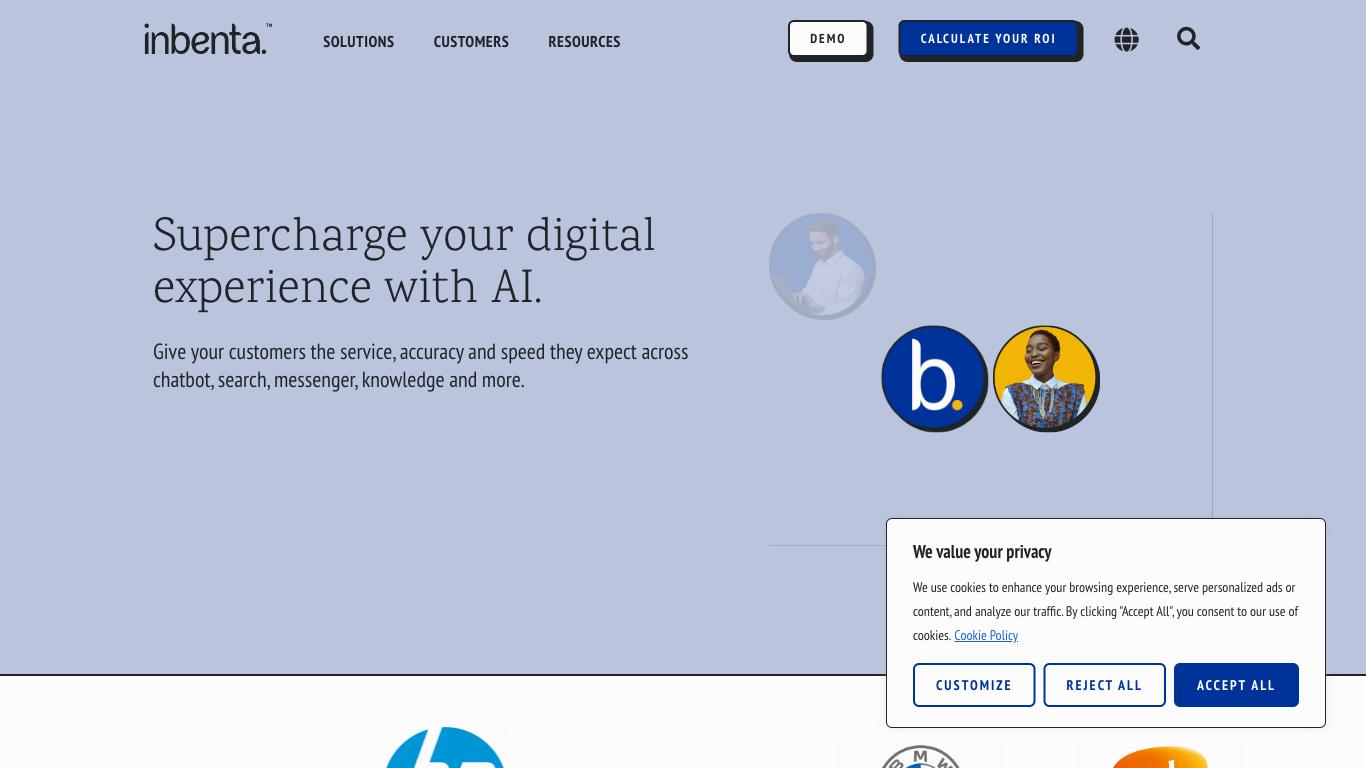 inbenta.™
SOLUTIONS
CUSTOMERS
RESOURCES
DEMO
CALCULATE YOUR ROI
Supercharge your digital
experience with AI.
Give your customers the service, accuracy and speed they expect across
chatbot, search, messenger, knowledge and more.
b.
We value your privacy
We use cookies to enhance your browsing experience, serve personalized ads or
content, and analyze our traffic. By clicking "Accept All", you consent to our use of
cookies. Cookie Policy
CUSTOMIZE
REJECT ALL
ACCEPT ALL
BMW